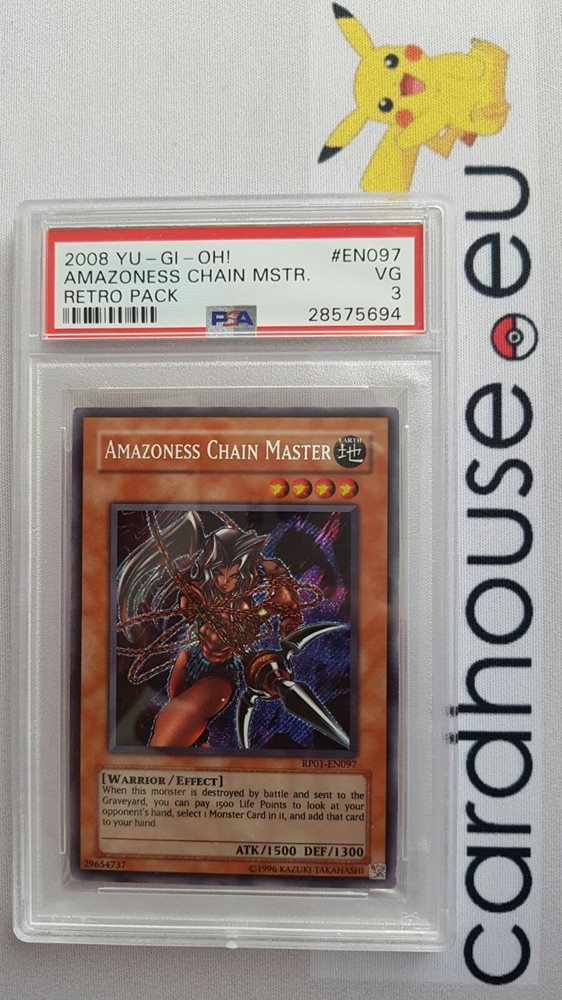 2008 YU-GI-OH! #EN097
AMAZONESS CHAIN MSTR. VG
RETRO PACK 3
PSA 28575694
AMAZONESS CHAIN MASTER
EARTH
地
RP01-EN097
[WARRIOR/EFFECT]
When this monster is destroyed by battle and sent to the
Graveyard, you can pay 1500 Life Points to look at your
opponent's hand, select 1 Monster Card in it, and add that card
to your hand.
ATK/1500 DEF/1300
29654737 ©1996 KAZUKI TAKAHASHI
cardhouse.eu